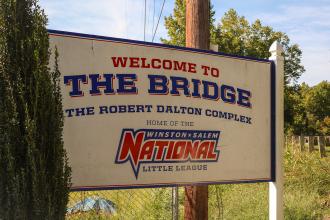 WELCOME TO
THE BRIDGE
THE ROBERT DALTON COMPLEX
HOME OF THE
WINSTON★SALEM
NATIONAL
LITTLE LEAGUE